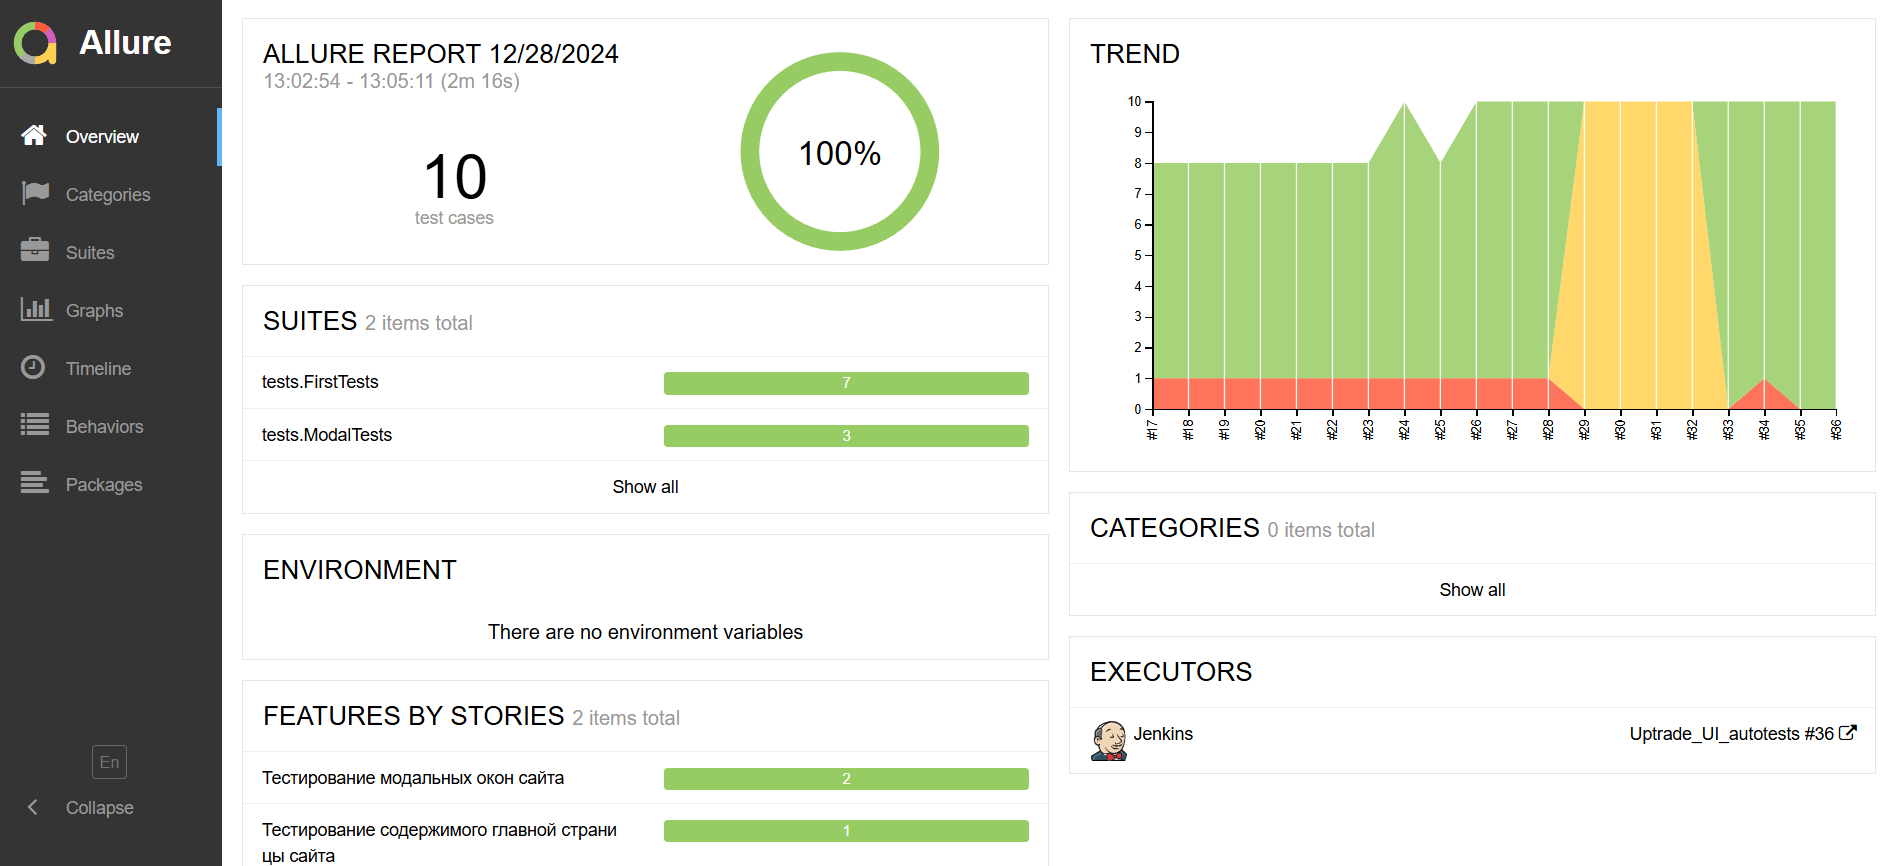 Allure
Overview
Categories
Suites
Graphs
Timeline
Behaviors
Packages
En
Collapse
ALLURE REPORT 12/28/2024
13:02:54 - 13:05:11 (2m 16s)
10
test cases
100%
SUITES 2 items total
tests.FirstTests 7
tests.ModalTests 3
Show all
ENVIRONMENT
There are no environment variables
FEATURES BY STORIES 2 items total
Тестирование модальных окон сайта 2
Тестирование содержимого главной страни 1
цы сайта
TREND
10
9
8
7
6
5
4
3
2
1
0
#17 #18 #19 #20 #21 #22 #23 #24 #25 #26 #27 #28 #29 #30 #31 #32 #33 #34 #35 #36
CATEGORIES 0 items total
Show all
EXECUTORS
Jenkins Uptrade_UI_autotests #36